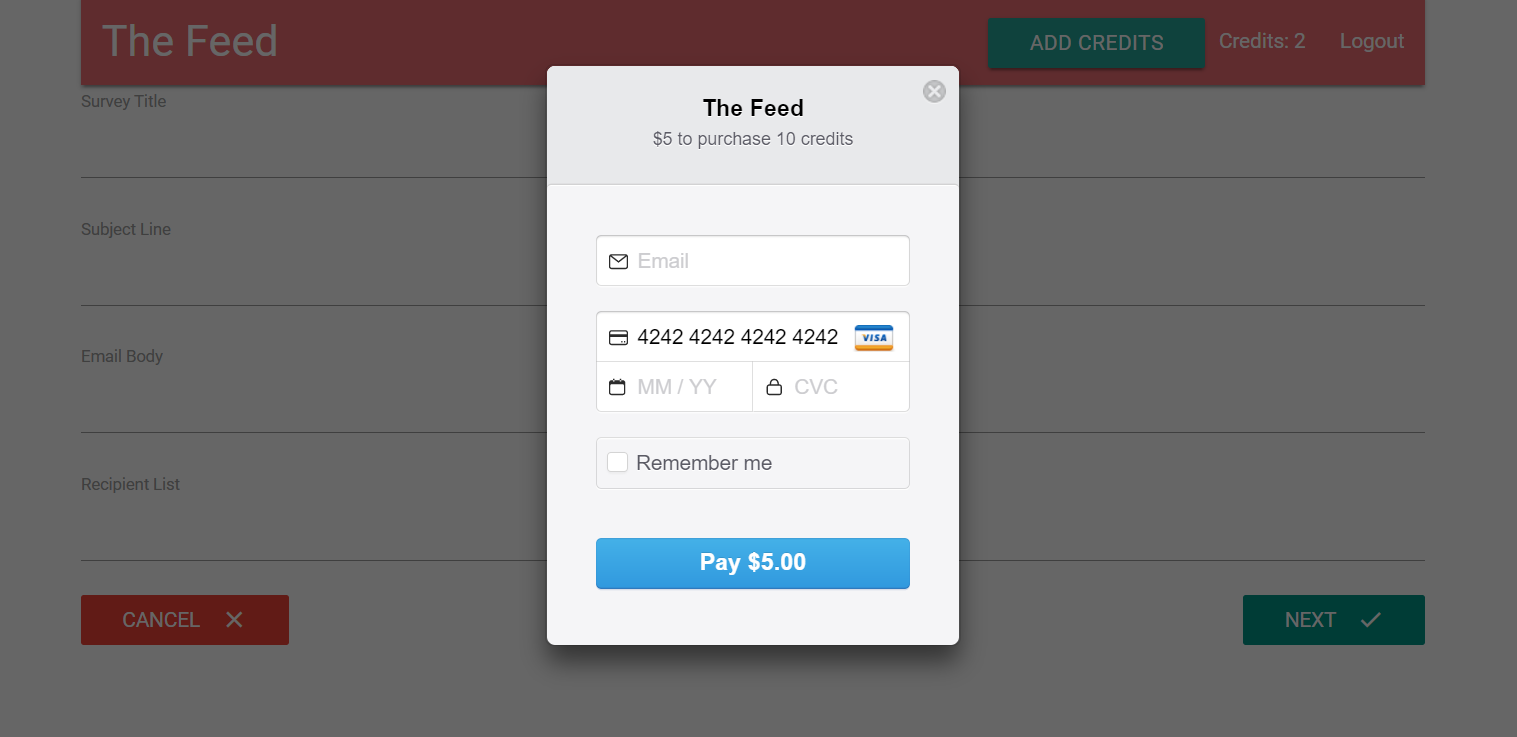 The Feed
ADD CREDITS
Credits: 2
Logout
Survey Title
Subject Line
Email Body
Recipient List
CANCEL
NEXT
The Feed
$5 to purchase 10 credits
Email
4242 4242 4242 4242
VISA
MM / YY
CVC
Remember me
Pay $5.00